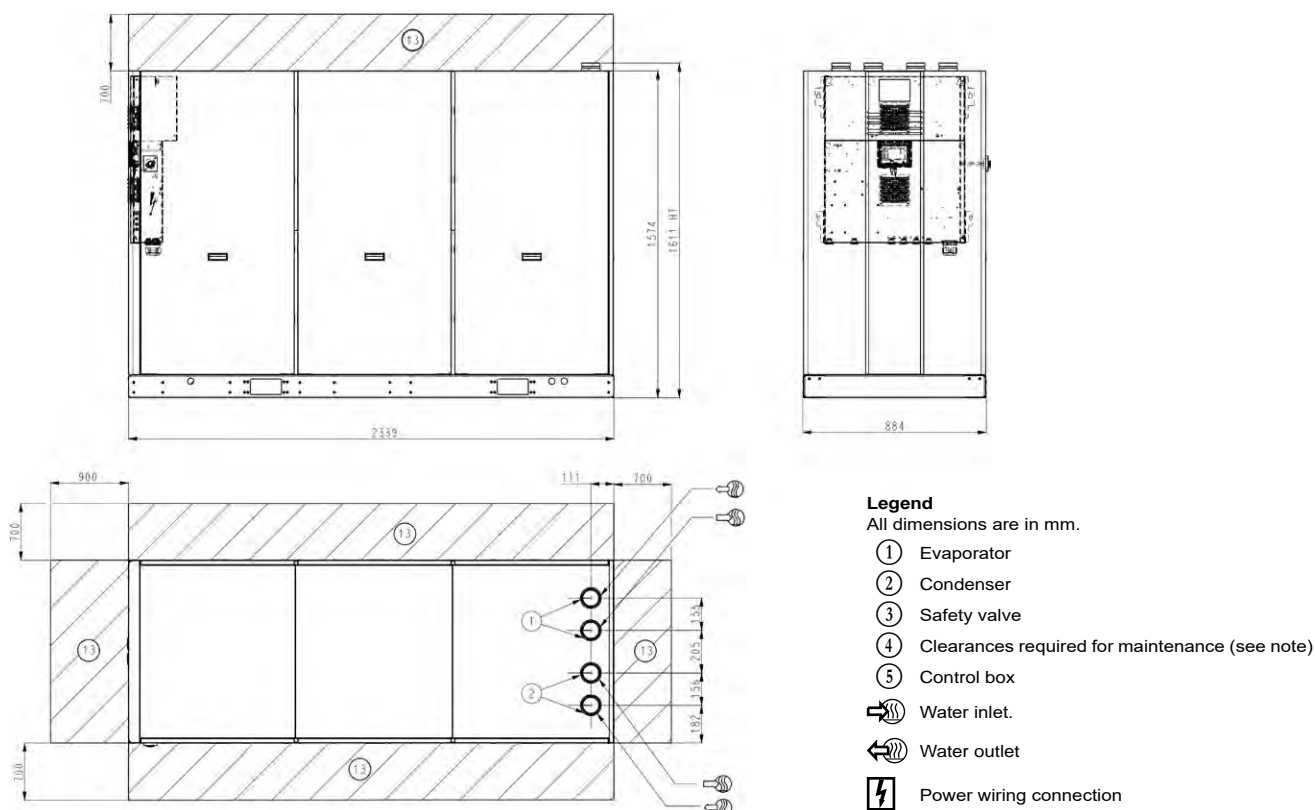 13
700
1574
1611 HT
2339
884
900
111
700
700
13
1
155
13
205
13
2
156
182
700
13
Legend
All dimensions are in mm.
1 Evaporator
2 Condenser
3 Safety valve
4 Clearances required for maintenance (see note)
5 Control box
Water inlet.
Water outlet
Power wiring connection